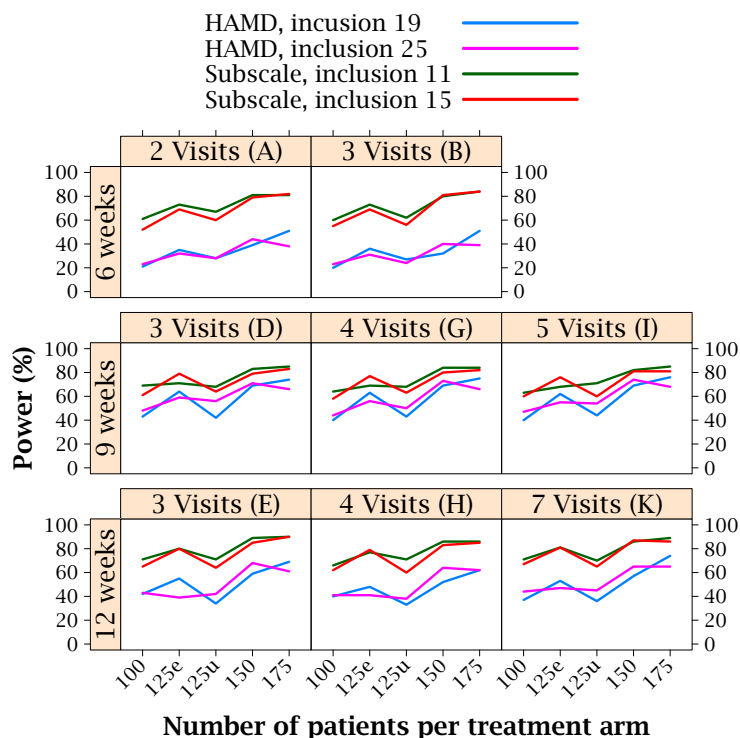 HAMD, incusion 19
HAMD, inclusion 25
Subscale, inclusion 11
Subscale, inclusion 15
2 Visits (A) 3 Visits (B)
6 weeks
100 100
80 80
60 60
40 40
20 20
0 0
3 Visits (D) 4 Visits (G) 5 Visits (I)
Power (%)
9 weeks
100 100
80 80
60 60
40 40
20 20
0 0
3 Visits (E) 4 Visits (H) 7 Visits (K)
12 weeks
100 100
80 80
60 60
40 40
20 20
0 0
100 125e 125u 150 175 100 125e 125u 150 175 100 125e 125u 150 175
Number of patients per treatment arm